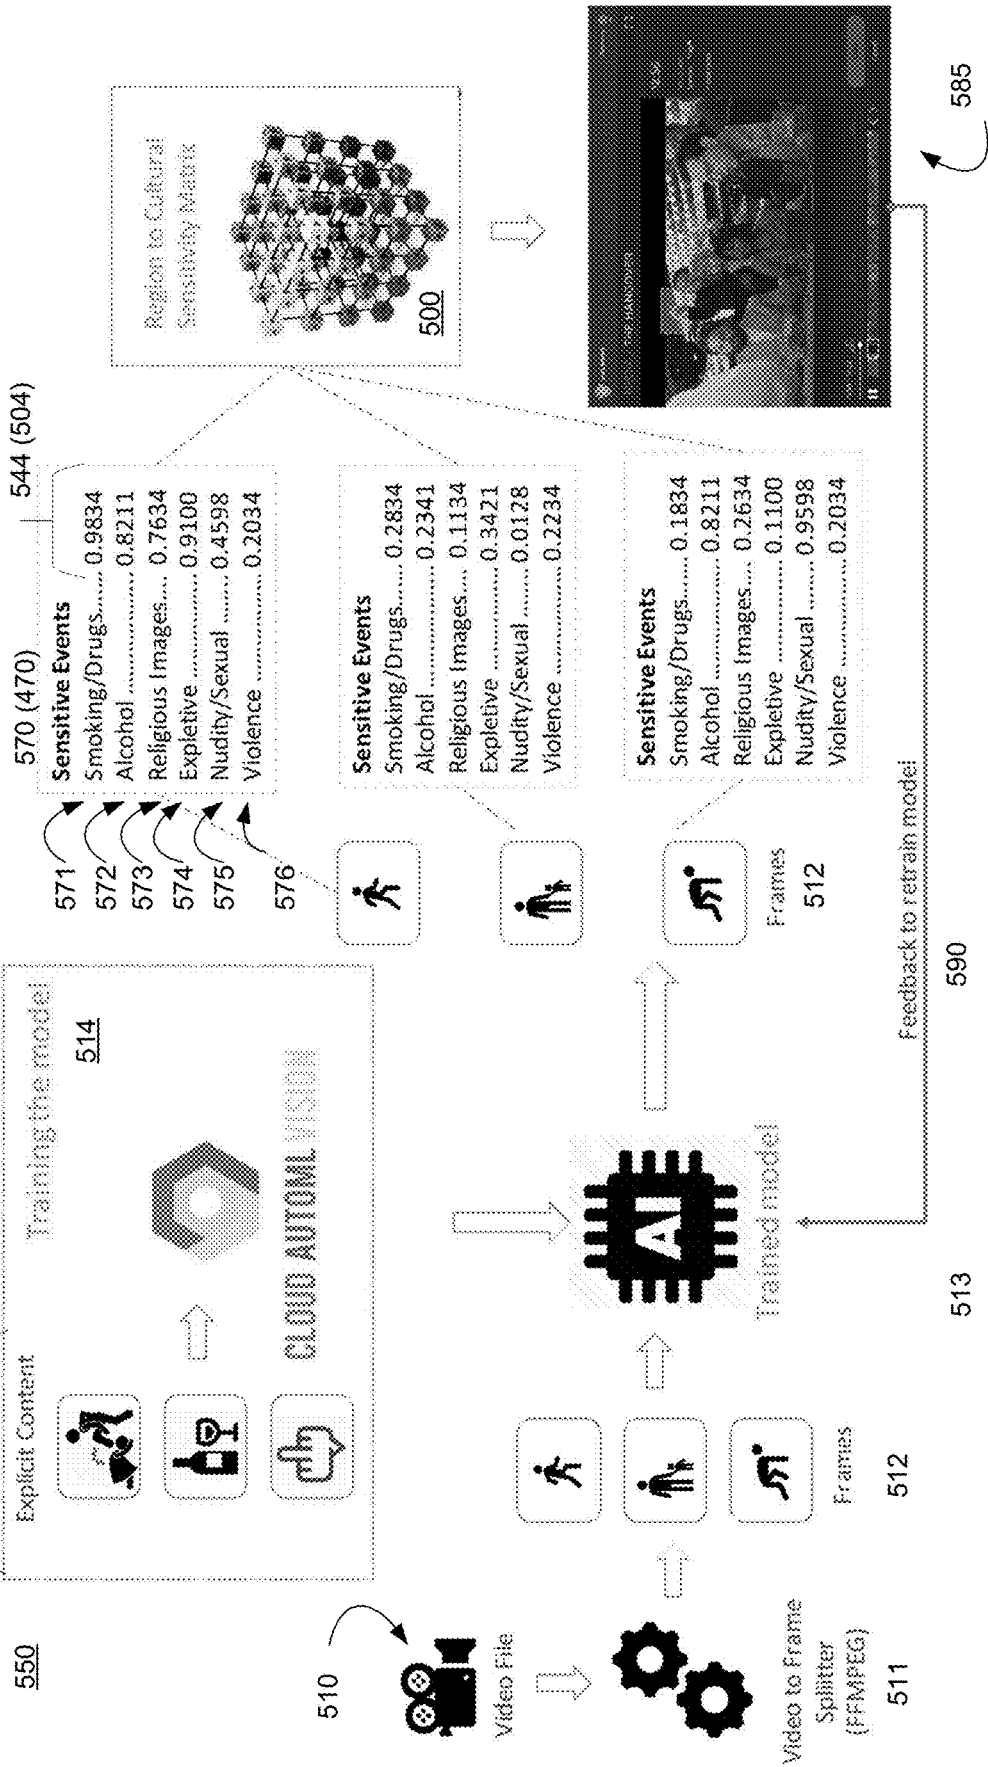 550
Explicit Content
Training the model
514
CLOUD AUTOML VISION
510
Video File
Video to Frame
Splitter
(FFMPEG)
511
Frames
512
Trained model
513
Feedback to retrain model
590
Frames
512
570 (470)
544 (504)
571
572
573
574
575
576
Sensitive Events
Smoking/Drugs....... 0.9834
Alcohol .................... 0.8211
Religious Images.... 0.7634
Expletive ................ 0.9100
Nudity/Sexual ........ 0.4598
Violence .................. 0.2034
Sensitive Events
Smoking/Drugs...... 0.2834
Alcohol.................... 0.2341
Religious Images.... 0.1134
Expletive ................ 0.3421
Nudity/Sexual ........ 0.0128
Violence .................. 0.2234
Sensitive Events
Smoking/Drugs...... 0.1834
Alcohol .................... 0.8211
Religious Images.... 0.2634
Expletive ................ 0.1100
Nudity/Sexual ........ 0.9598
Violence .................. 0.2034
Region to Cultural
Sensitivity Matrix
500
585
AI